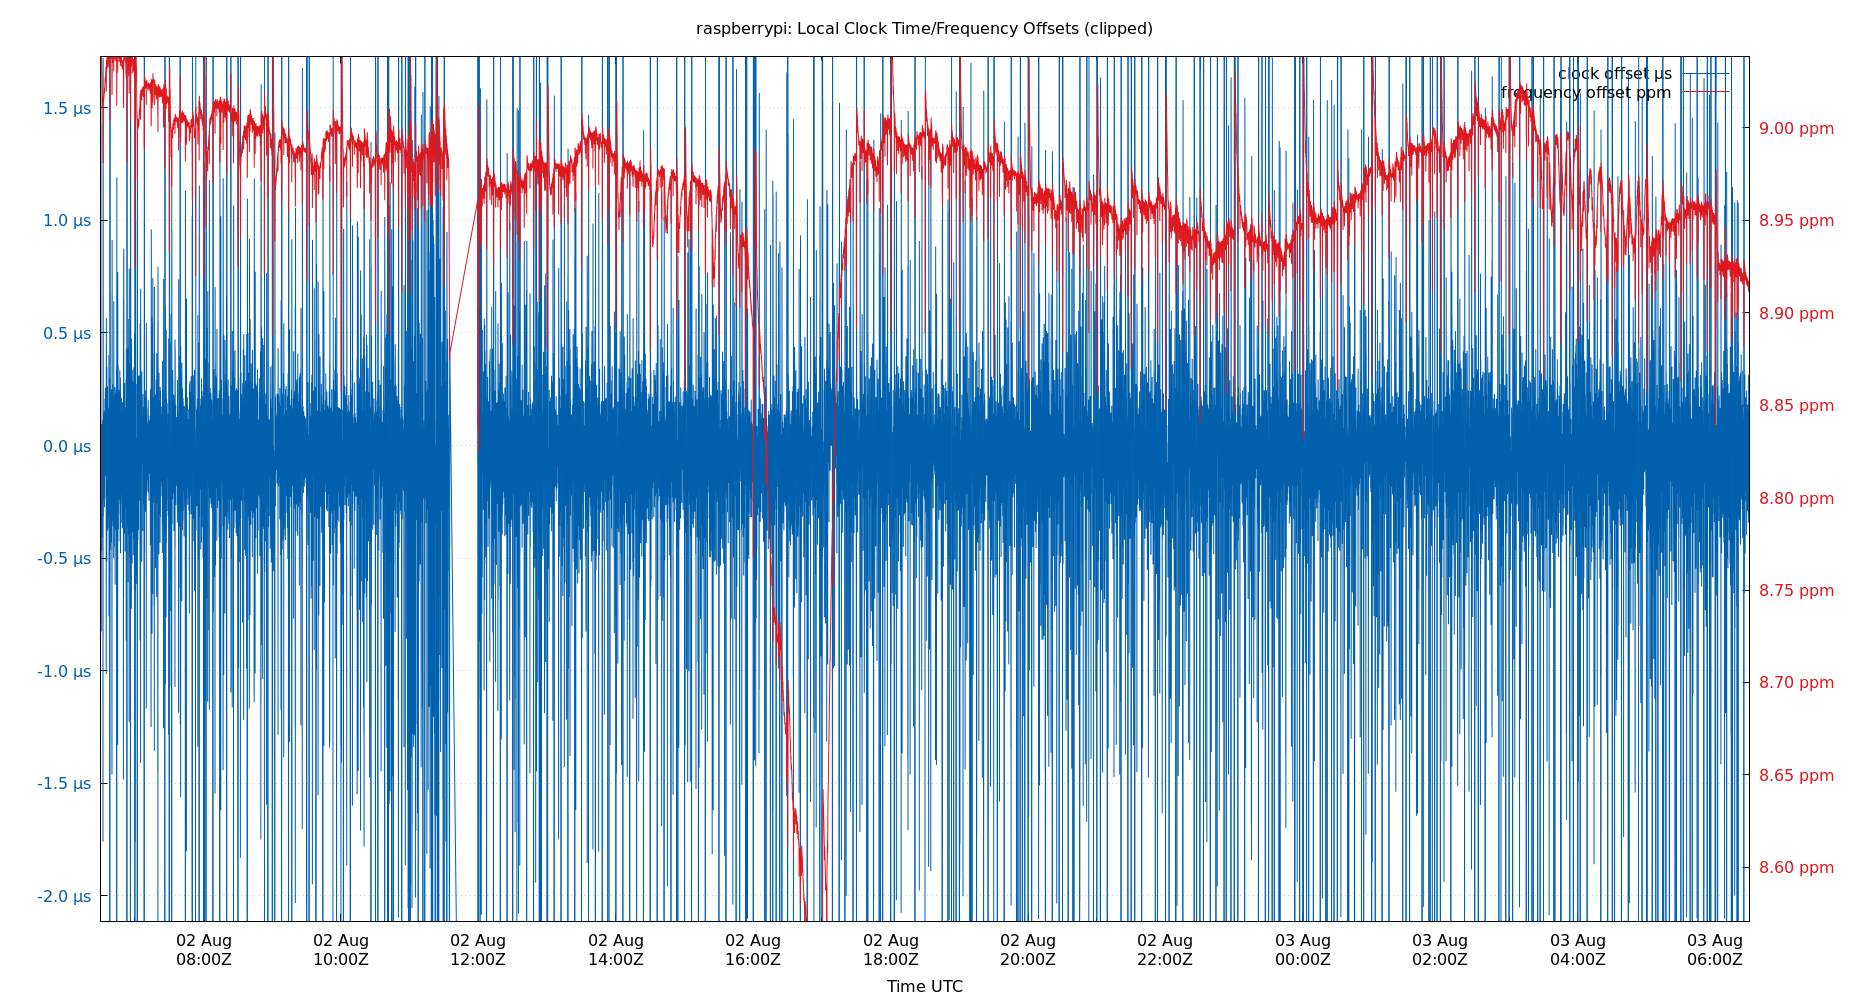 raspberrypi: Local Clock Time/Frequency Offsets (clipped)
clock offset µs
frequency offset ppm
1.5 µs
1.0 µs
0.5 µs
0.0 µs
-0.5 µs
-1.0 µs
-1.5 µs
-2.0 µs
9.00 ppm
8.95 ppm
8.90 ppm
8.85 ppm
8.80 ppm
8.75 ppm
8.70 ppm
8.65 ppm
8.60 ppm
02 Aug 02 Aug 02 Aug 02 Aug 02 Aug 02 Aug 02 Aug 02 Aug 03 Aug 03 Aug 03 Aug 03 Aug
08:00Z 10:00Z 12:00Z 14:00Z 16:00Z 18:00Z 20:00Z 22:00Z 00:00Z 02:00Z 04:00Z 06:00Z
Time UTC